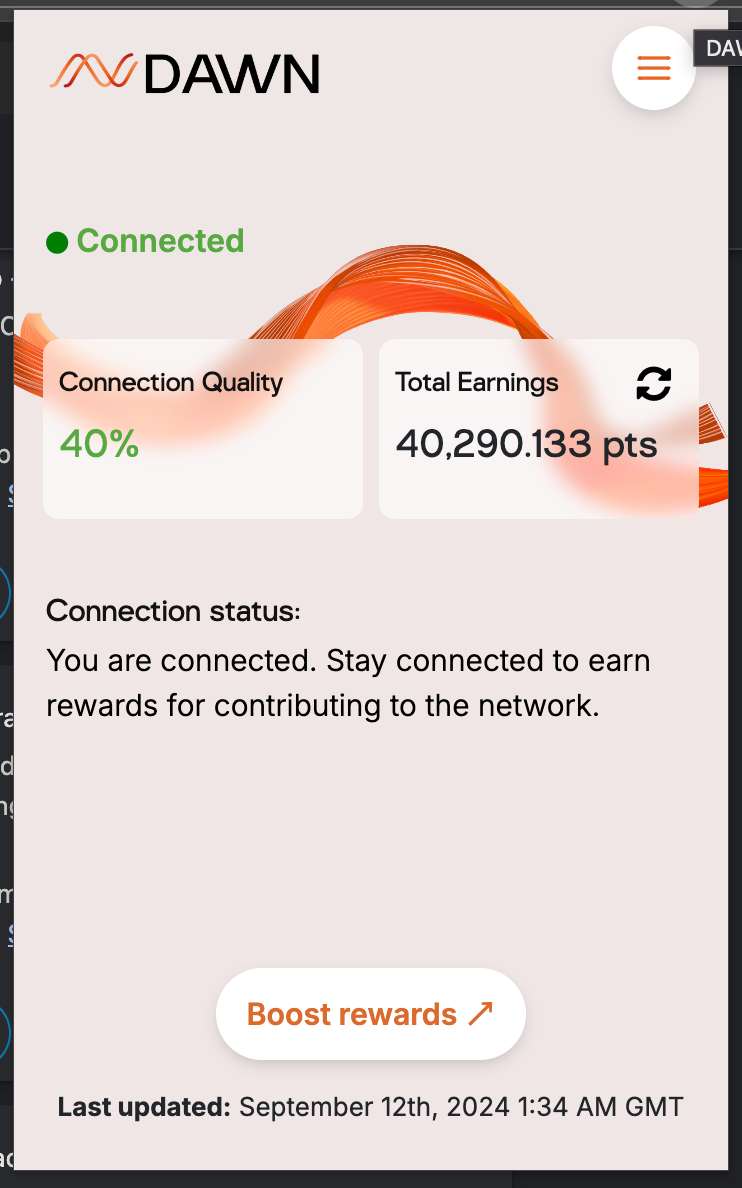 DAWN
DAW
Connected
Connection Quality
40%
Total Earnings
40,290.133 pts
Connection status:
You are connected. Stay connected to earn
rewards for contributing to the network.
Boost rewards ↗
Last updated: September 12th, 2024 1:34 AM GMT